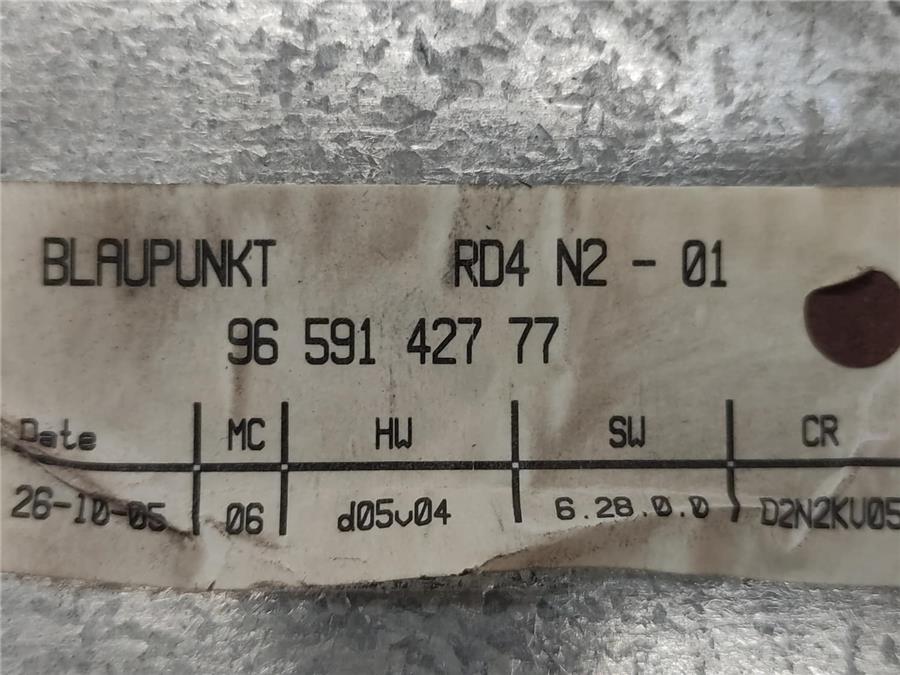 BLAUPUNKT RD4 N2 - 01
96 591 427 77
Date MC HW SW CR
26-10-05 06 d05v04 6.28.0.0 D2N2KV05